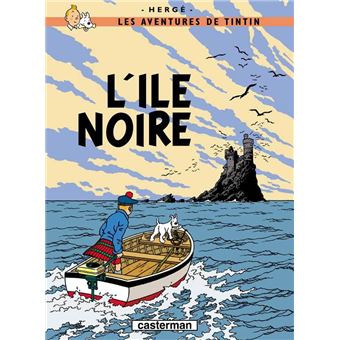 - HERGÉ -
LES AVENTURES DE TINTIN
L'ILE
NOIRE
casterman